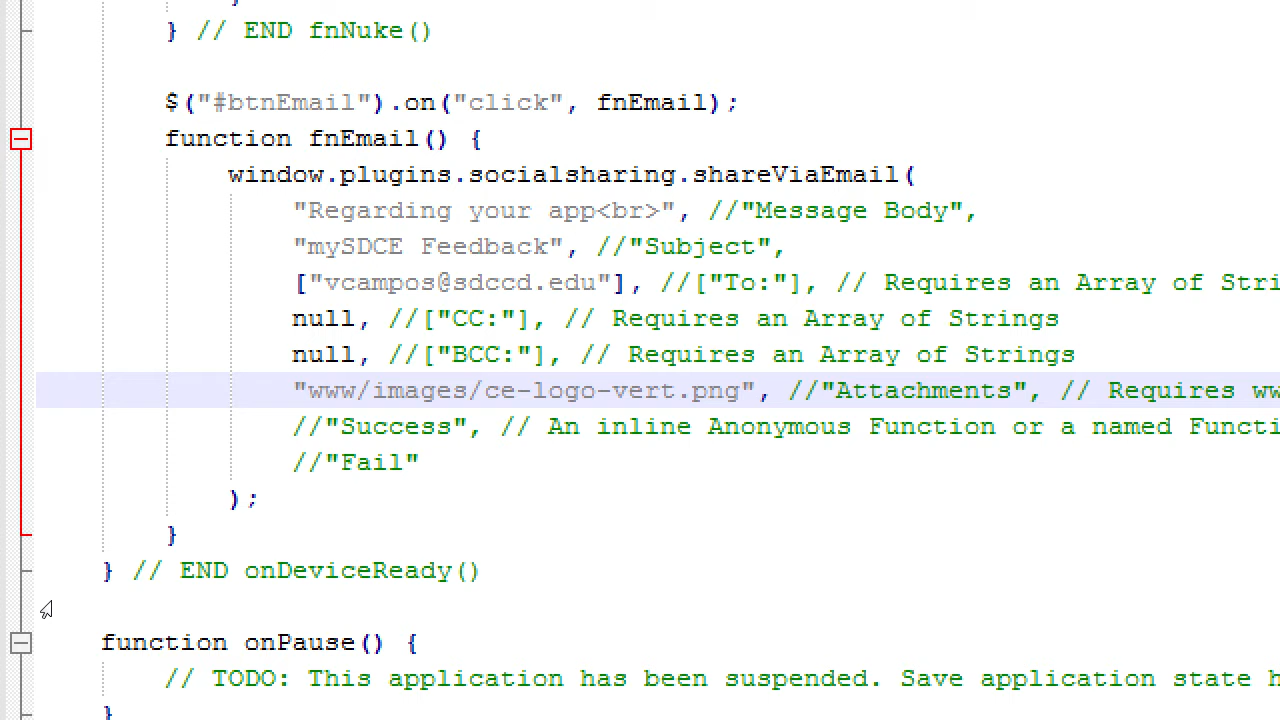 } // END fnNuke()
$("#btnEmail").on("click", fnEmail);
function fnEmail() {
window.plugins.socialsharing.shareViaEmail(
"Regarding your app<br>", //"Message Body",
"mySDCE Feedback", //"Subject",
["vcampos@sdccd.edu"], //["To:"], // Requires an Array of Stri
null, //["CC:"], // Requires an Array of Strings
null, //["BCC:"], // Requires an Array of Strings
"www/images/ce-logo-vert.png", //"Attachments", // Requires ww
//"Success", // An inline Anonymous Function or a named Functi
//"Fail"
);
}
} // END onDeviceReady()
function onPause() {
// TODO: This application has been suspended. Save application state h
}